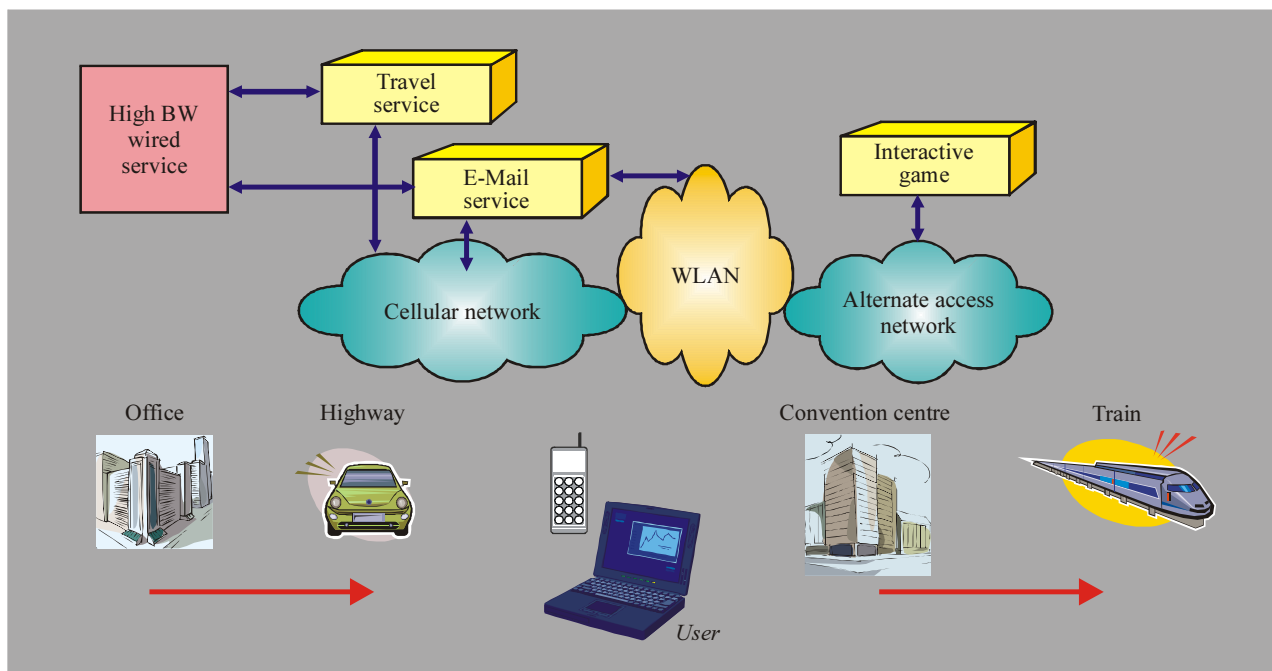 High BW
wired
service
Travel
service
E-Mail
service
Interactive
game
Cellular network
WLAN
Alternate access
network
Office
Highway
Convention centre
Train
User